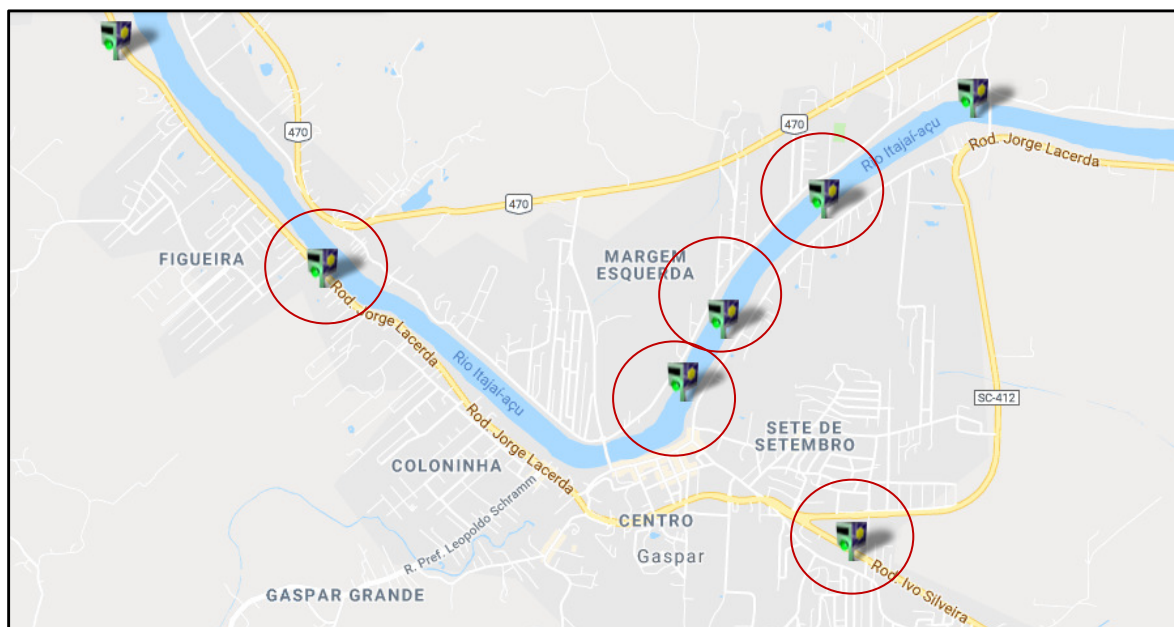 470
470
Rio Itajaí-açu
Rod. Jorge Lacerda
470
FIGUEIRA
MARGEM
ESQUERDA
Rod. Jorge Lacerda
Rio Itajaí-açu
SC-412
Rod. Jorge Lacerda
SETE DE
SETEMBRO
COLONINHA
R. Pref. Leopoldo Schramm
CENTRO
Gaspar
Rod. Ivo Silveira
GASPAR GRANDE